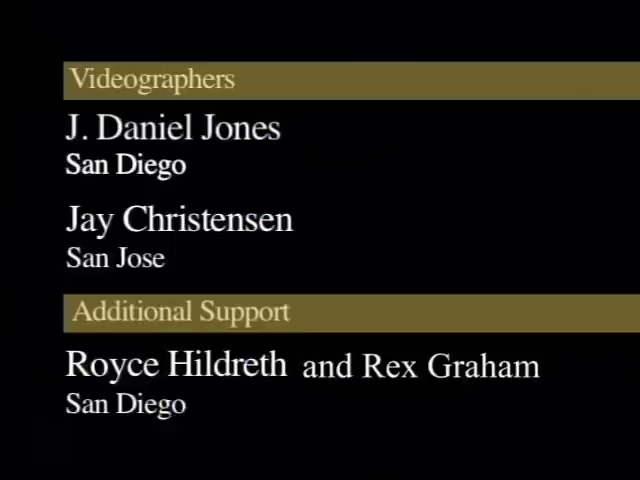 Videographers
J. Daniel Jones
San Diego
Jay Christensen
San Jose
Additional Support
Royce Hildreth and Rex Graham
San Diego